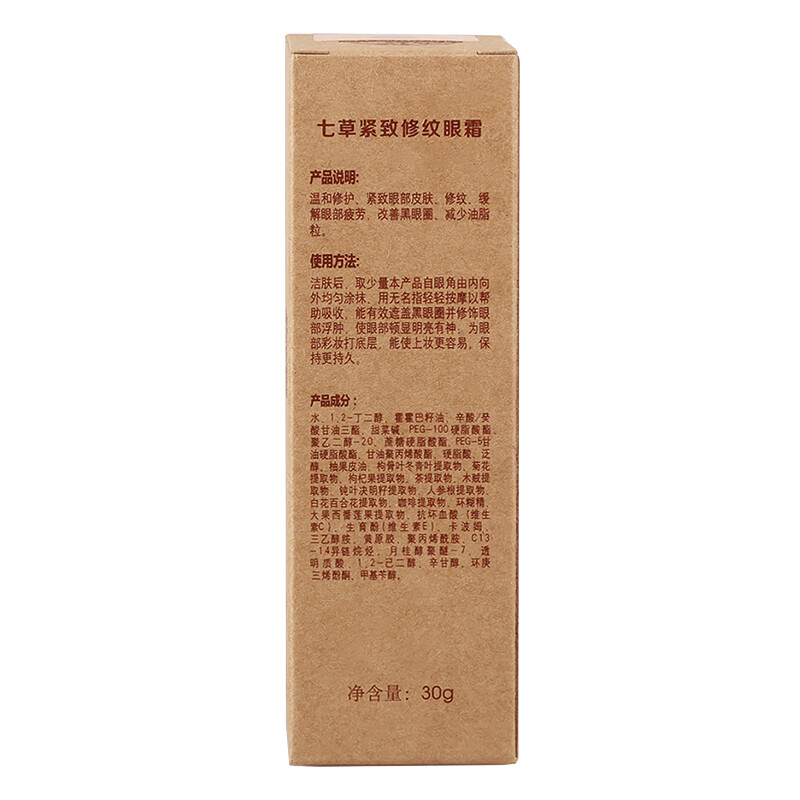 七草紧致修纹眼霜
产品说明:
温和修护、紧致眼部皮肤、修纹、缓
解眼部疲劳、改善黑眼圈、减少油脂
粒。
使用方法:
洁肤后，取少量本产品自眼角由内向
外均匀涂抹，用无名指轻轻按摩以帮
助吸收，能有效遮盖黑眼圈并修饰眼
部浮肿，使眼部顿显明亮有神；为眼
部彩妆打底层，能使上妆更容易，保
持更持久。
产品成分：
水、1,2-丁二醇、霍霍巴籽油、辛酸/癸
酸甘油三酯、甜菜碱、PEG-100硬脂酸酯、
聚乙二醇-20、蔗糖硬脂酸酯、PEG-5甘
油硬脂酸酯、甘油聚丙烯酸酯、硬脂酸、泛
醇、柚果皮油、枸骨叶冬青叶提取物、菊花
提取物、枸杞果提取物、茶提取物、木贼提
取物、钝叶决明籽提取物、人参根提取物、
白花百合花提取物、咖啡提取物、环糊精、
大果西番莲果提取物、抗坏血酸（维生
素C）、生育酚(维生素E)、卡波姆、
三乙醇胺、黄原胶、聚丙烯酰胺、C13
-14异链烷烃、月桂醇聚醚-7、透
明质酸、1,2-己二醇、辛甘醇、环庚
三烯酚酮、甲基苄醇。
净含量：30g